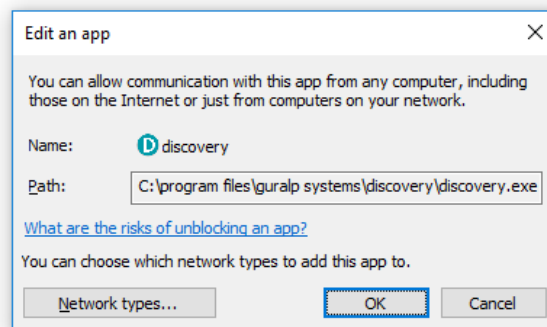 Edit an app
You can allow communication with this app from any computer, including
those on the Internet or just from computers on your network.
Name: discovery
Path: C:\program files\guralp systems\discovery\discovery.exe
What are the risks of unblocking an app?
You can choose which network types to add this app to.
Network types... OK Cancel